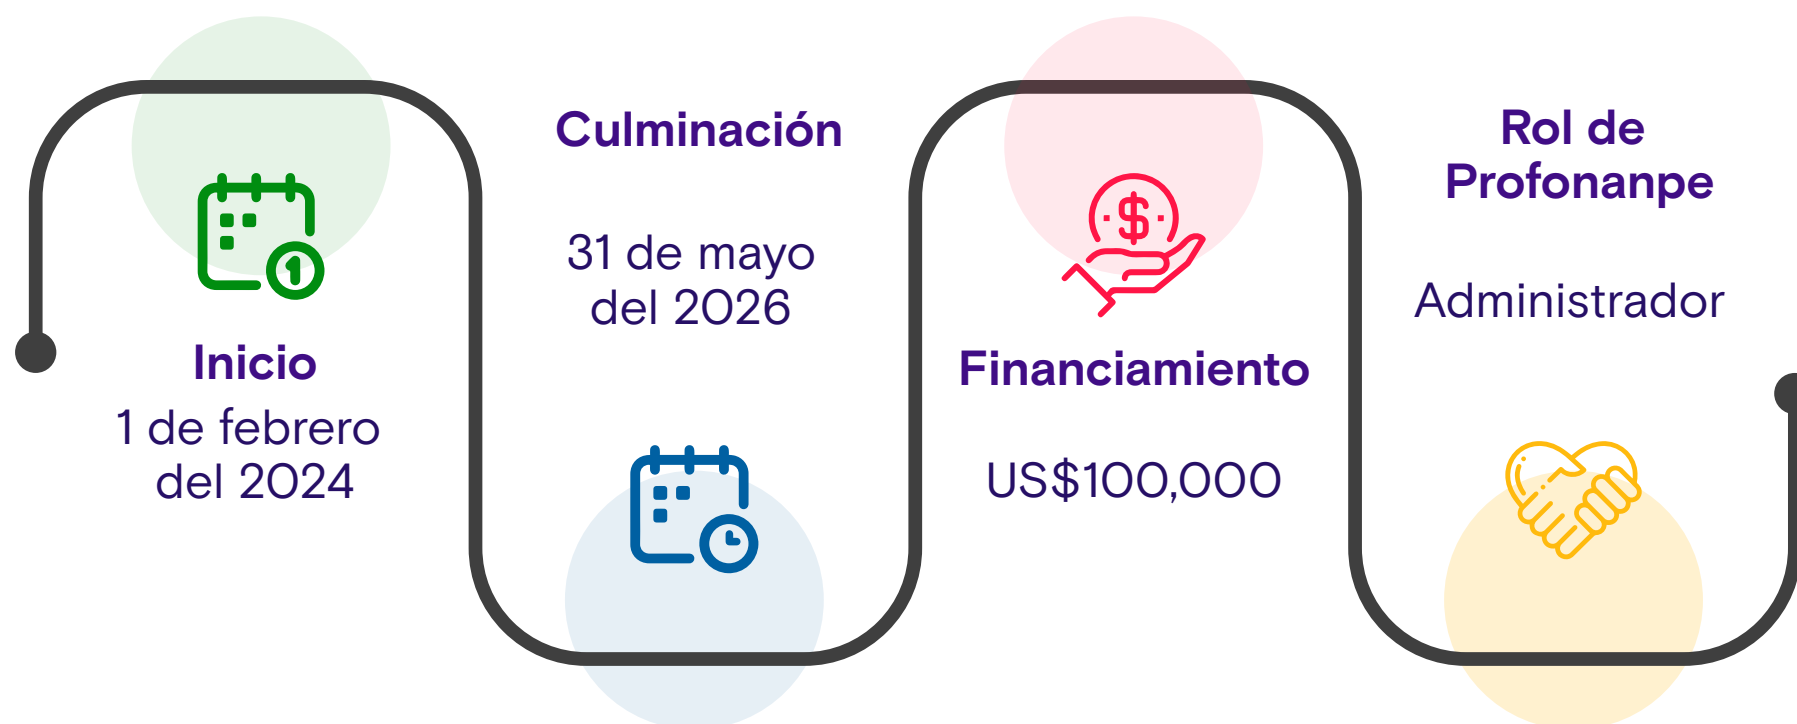 Inicio
1 de febrero
del 2024
Culminación
31 de mayo
del 2026
Financiamiento
US$100,000
Rol de
Profonanpe
Administrador